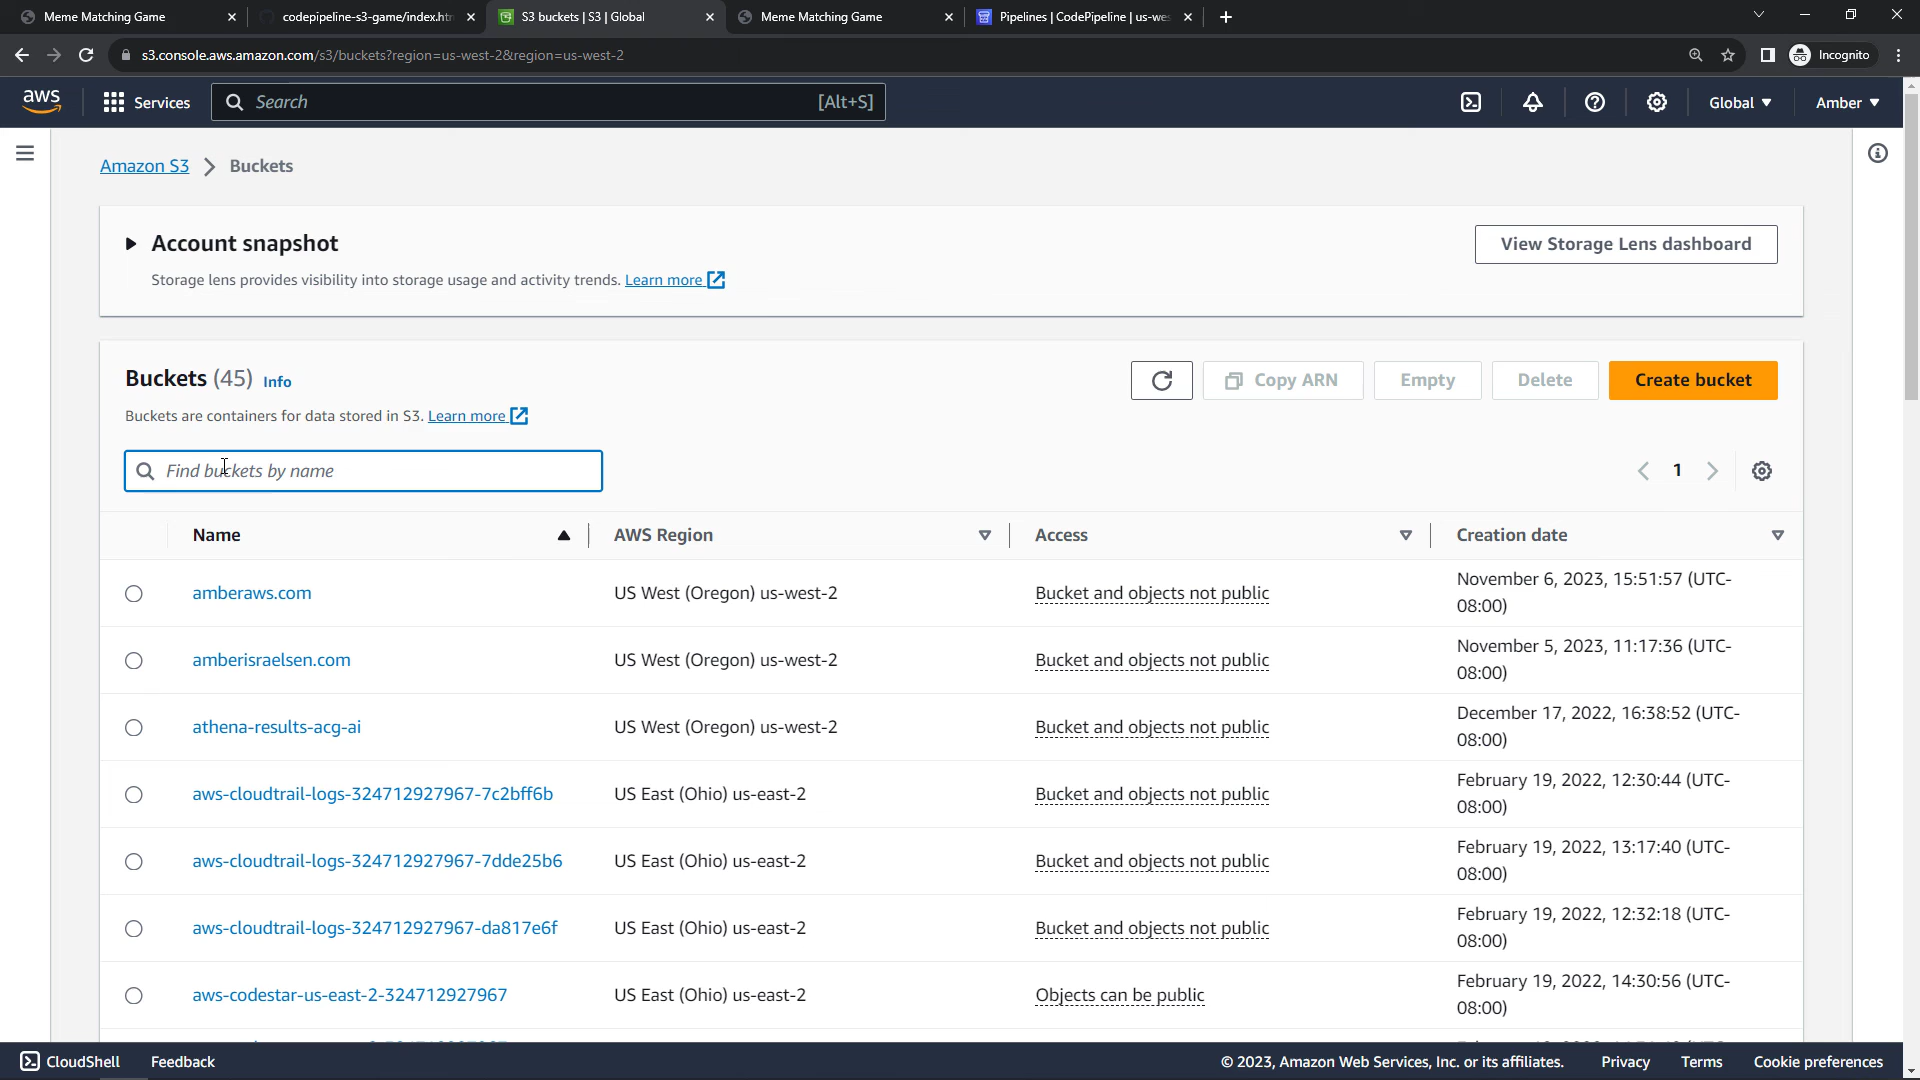 Meme Matching Game
codepipeline-s3-game/index.htm
S3 buckets | S3 | Global
Meme Matching Game
Pipelines | CodePipeline | us-wes
s3.console.aws.amazon.com/s3/buckets?region=us-west-2&region=us-west-2
Incognito
aws
Services
Search
[Alt+S]
Global
Amber
Amazon S3 > Buckets
Account snapshot
View Storage Lens dashboard
Storage lens provides visibility into storage usage and activity trends. Learn more
Buckets (45) Info
Copy ARN
Empty
Delete
Create bucket
Buckets are containers for data stored in S3. Learn more
Find buckets by name
1
Name
AWS Region
Access
Creation date
amberaws.com
US West (Oregon) us-west-2
Bucket and objects not public
November 6, 2023, 15:51:57 (UTC-
08:00)
amberisraelsen.com
US West (Oregon) us-west-2
Bucket and objects not public
November 5, 2023, 11:17:36 (UTC-
08:00)
athena-results-acg-ai
US West (Oregon) us-west-2
Bucket and objects not public
December 17, 2022, 16:38:52 (UTC-
08:00)
aws-cloudtrail-logs-324712927967-7c2bff6b
US East (Ohio) us-east-2
Bucket and objects not public
February 19, 2022, 12:30:44 (UTC-
08:00)
aws-cloudtrail-logs-324712927967-7dde25b6
US East (Ohio) us-east-2
Bucket and objects not public
February 19, 2022, 13:17:40 (UTC-
08:00)
aws-cloudtrail-logs-324712927967-da817e6f
US East (Ohio) us-east-2
Bucket and objects not public
February 19, 2022, 12:32:18 (UTC-
08:00)
aws-codestar-us-east-2-324712927967
US East (Ohio) us-east-2
Objects can be public
February 19, 2022, 14:30:56 (UTC-
08:00)
CloudShell
Feedback
© 2023, Amazon Web Services, Inc. or its affiliates.
Privacy
Terms
Cookie preferences